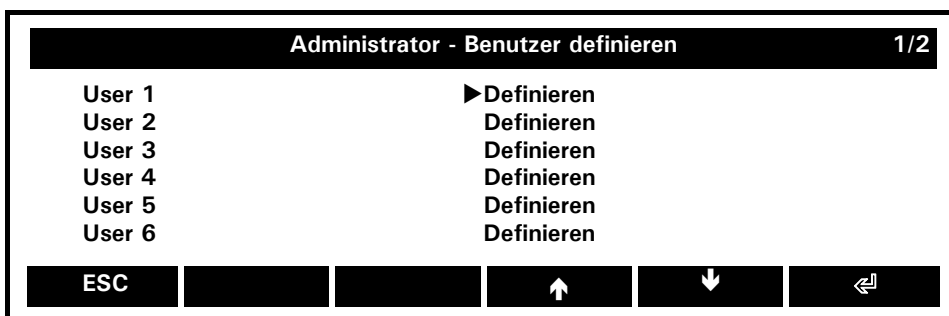 Administrator - Benutzer definieren 1/2
User 1 ▶Definieren
User 2 Definieren
User 3 Definieren
User 4 Definieren
User 5 Definieren
User 6 Definieren
ESC